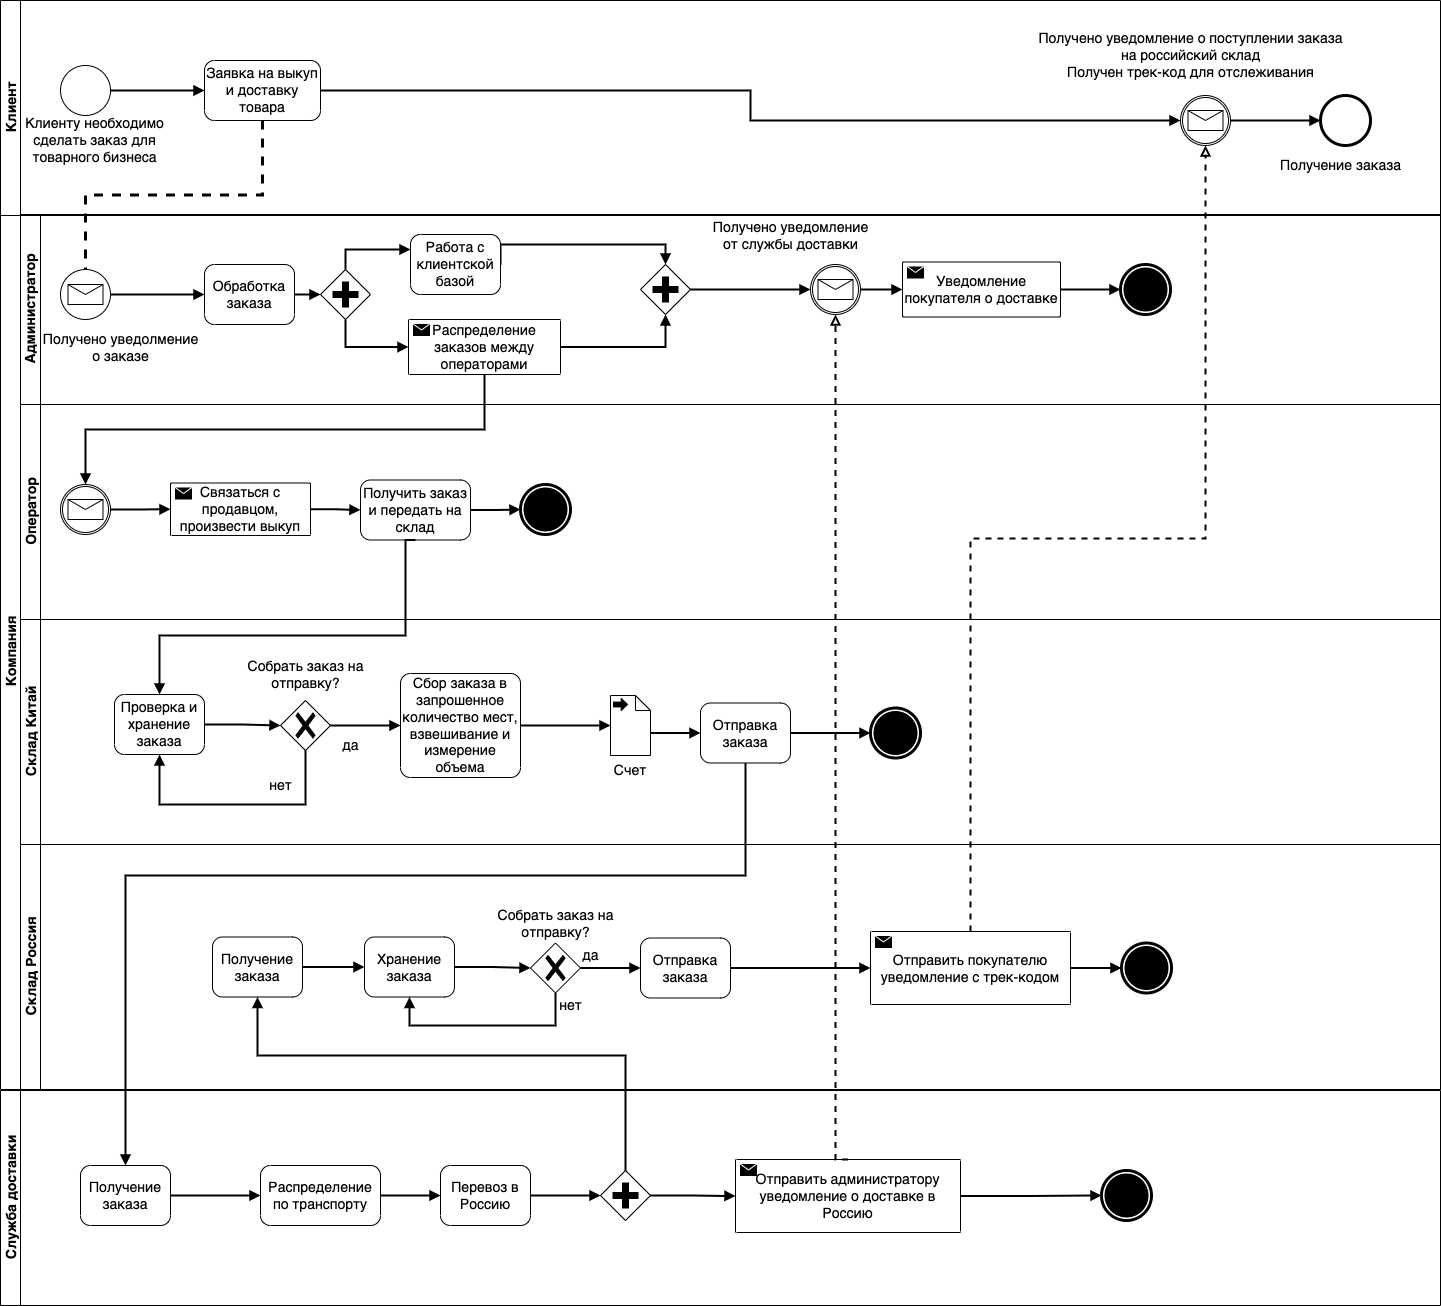 Клиент
Получено уведомление о поступлении заказа
на российский склад
Получен трек-код для отслеживания
Заявка на выкуп
и доставку
товара
Клиенту необходимо
сделать заказ для
товарного бизнеса
Получение заказа
Компания
Администратор
Получено уведомление
от службы доставки
Работа с
клиентской
базой
Обработка
заказа
Уведомление
покупателя о доставке
Получено уведолмение
о заказе
Распределение
заказов между
операторами
Оператор
Связаться с
продавцом,
произвести выкуп
Получить заказ
и передать на
склад
Склад Китай
Собрать заказ на
отправку?
Проверка и
хранение
заказа
да
нет
Сбор заказа в
запрошенное
количество мест,
взвешивание и
измерение
объема
Счет
Отправка
заказа
Склад Россия
Собрать заказ на
отправку?
Получение
заказа
Хранение
заказа
да
нет
Отправка
заказа
Отправить покупателю
уведомление с трек-кодом
Служба доставки
Получение
заказа
Распределение
по транспорту
Перевоз в
Россию
Отправить администратору
уведомление о доставке в
Россию